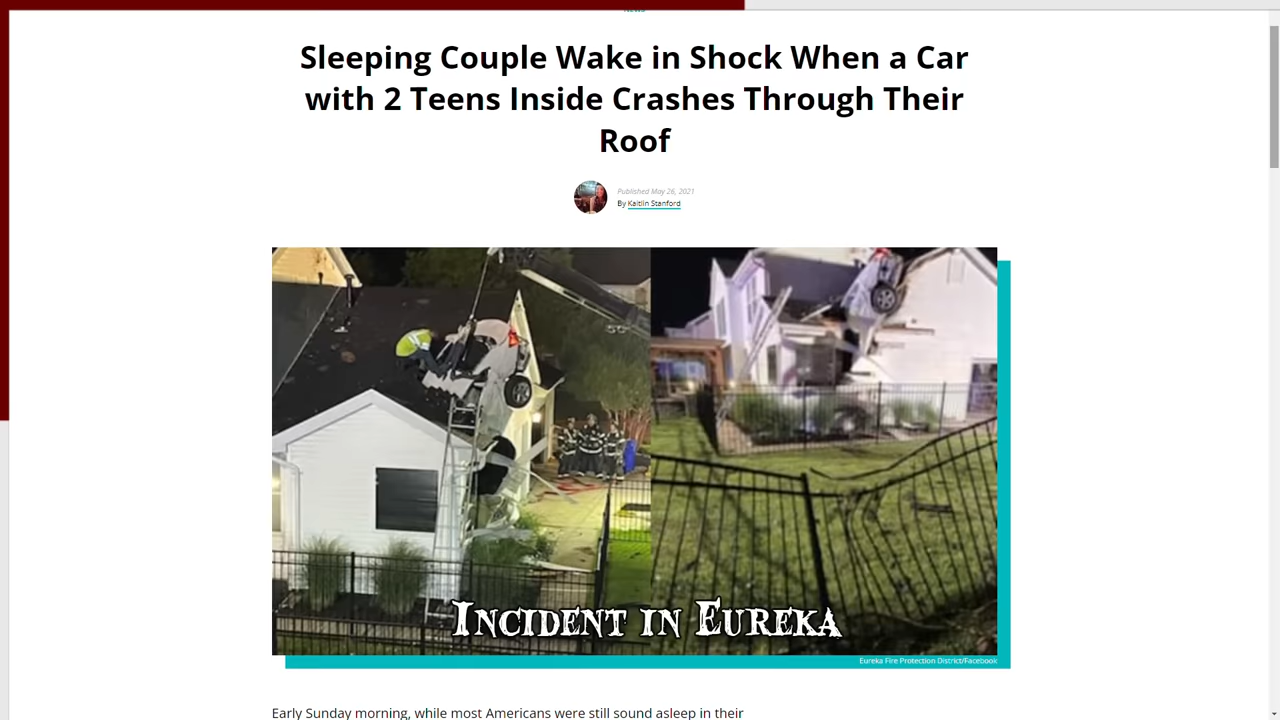 Sleeping Couple Wake in Shock When a Car
with 2 Teens Inside Crashes Through Their
Roof
Published May 26, 2021
By Kaitlin Stanford
Incident in Eureka
Eureka Fire Protection District/Facebook
Early Sunday morning, while most Americans were still sound asleep in their